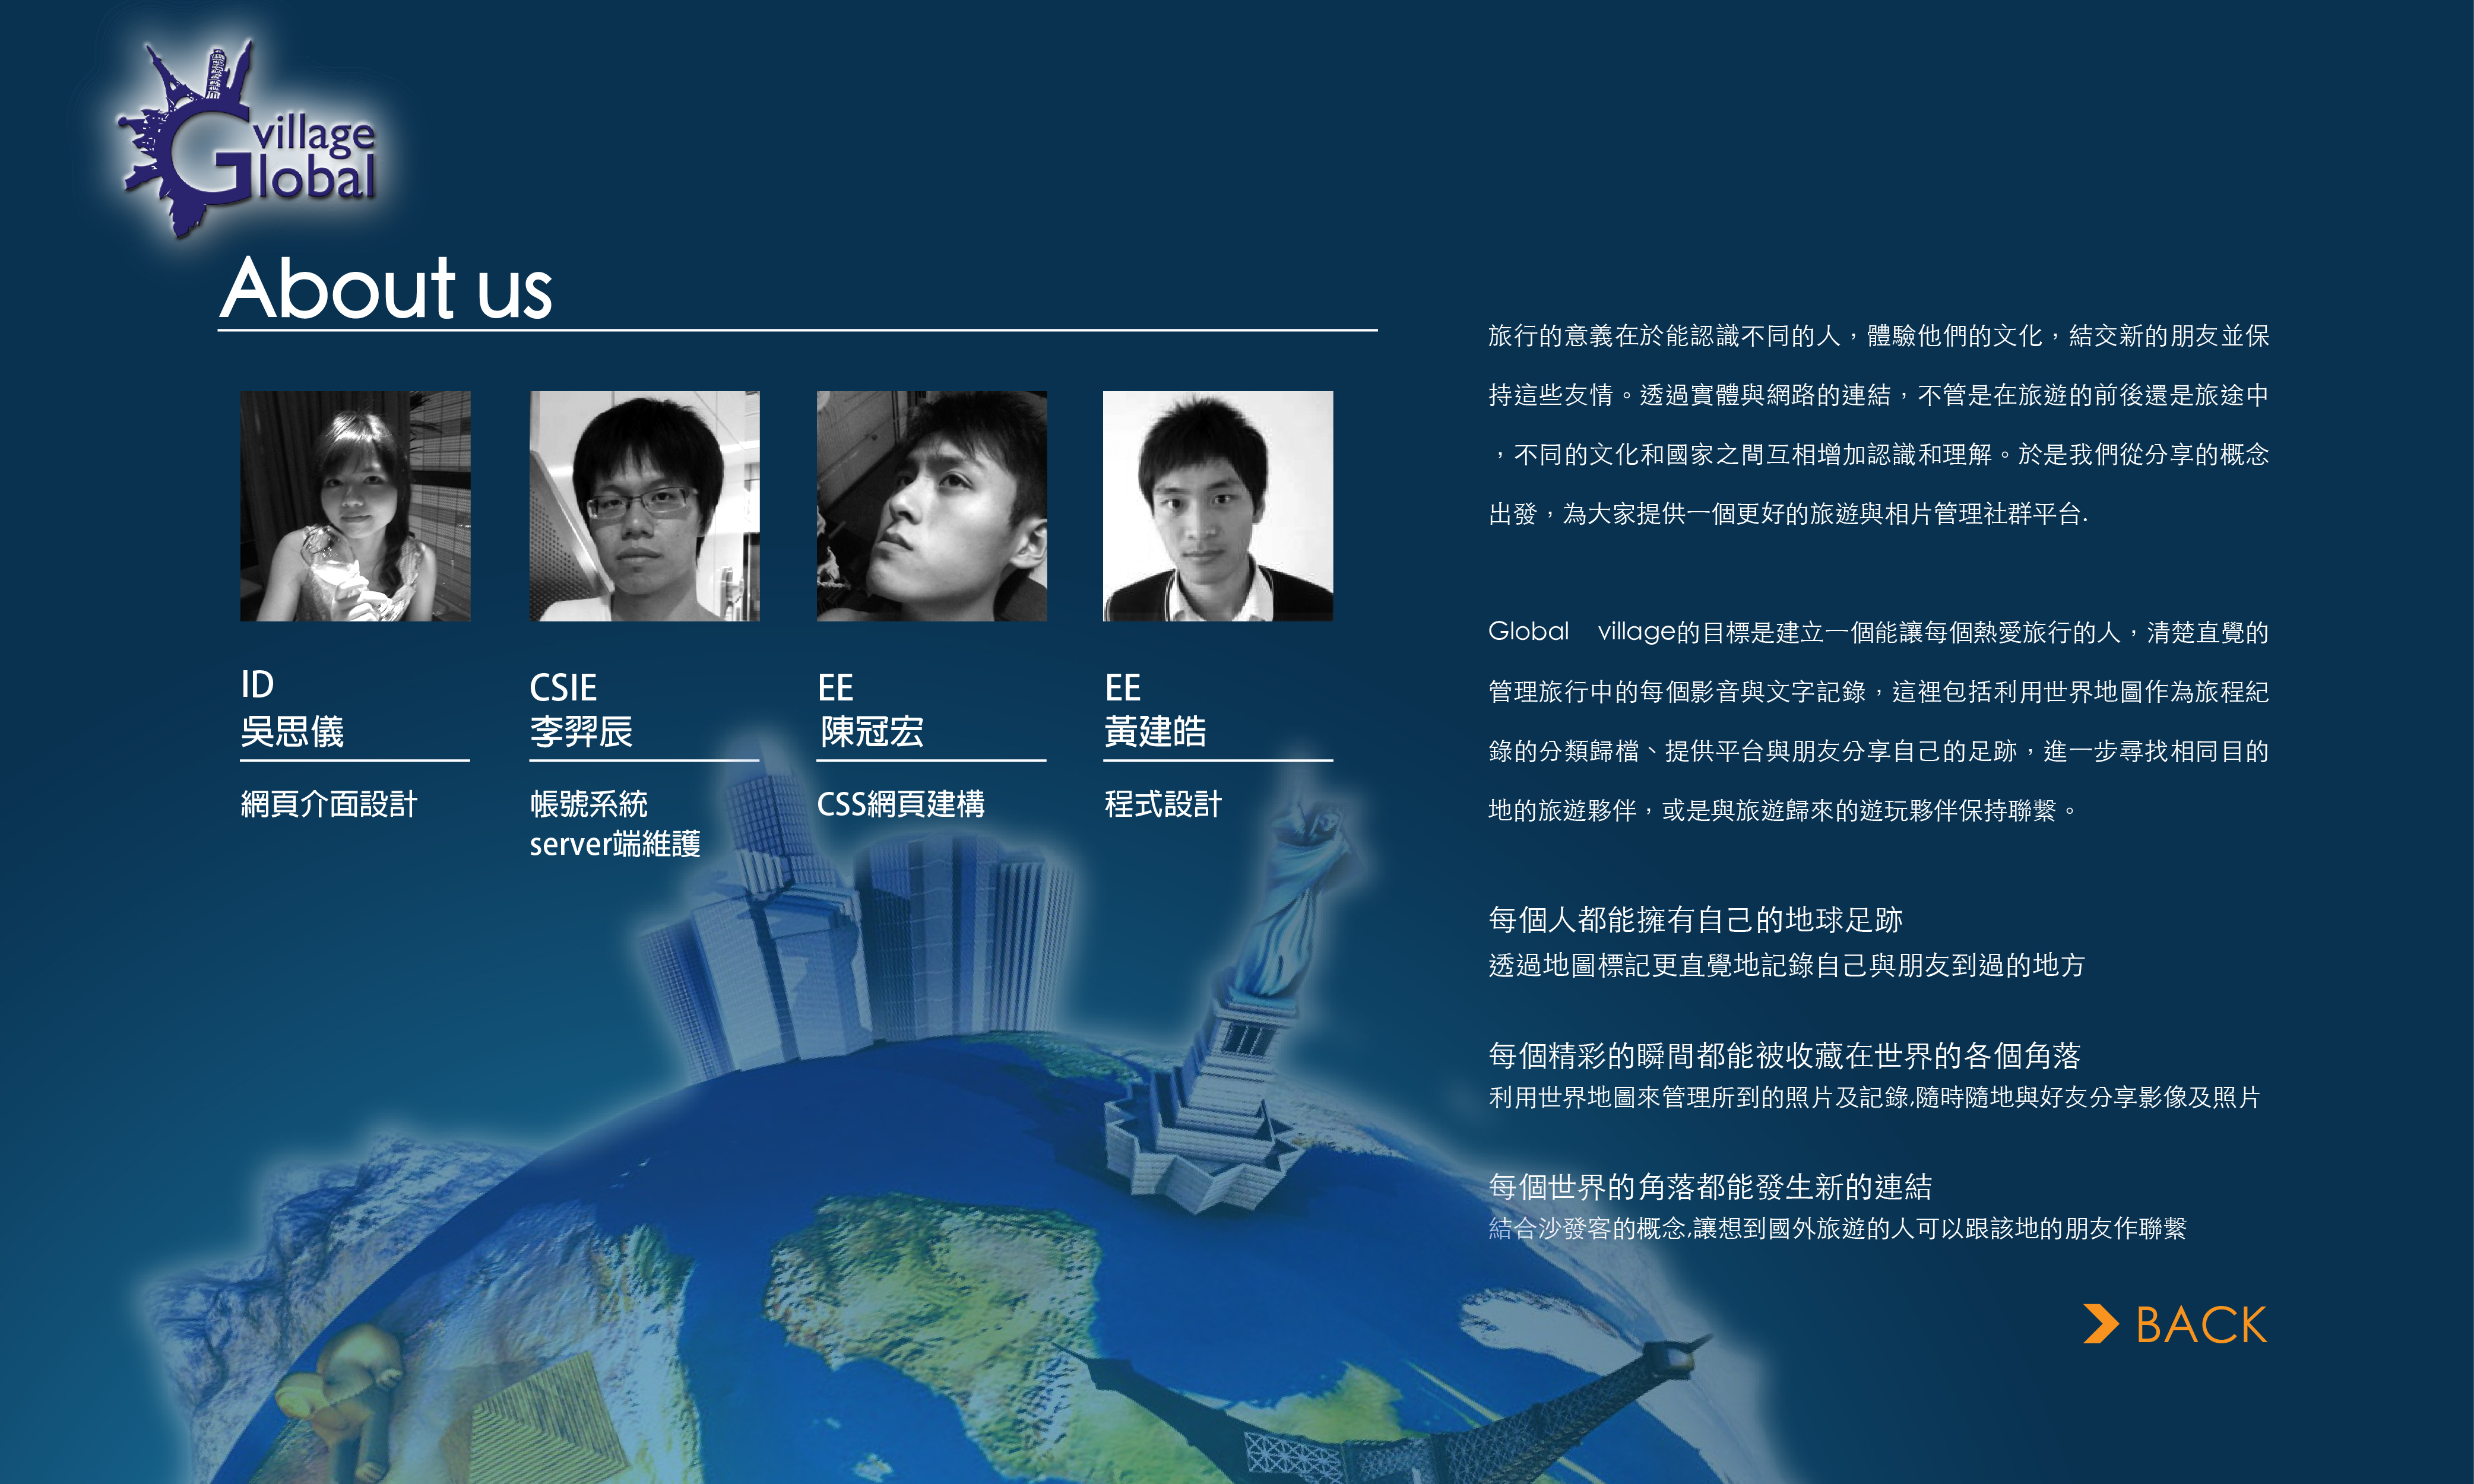 village
Global
About us
ID
吳思儀
網頁介面設計
CSIE
李羿辰
帳號系統
server端維護
EE
陳冠宏
CSS網頁建構
EE
黃建皓
程式設計
旅行的意義在於能認識不同的人，體驗他們的文化，結交新的朋友並保
持這些友情。透過實體與網路的連結，不管是在旅遊的前後還是旅途中
，不同的文化和國家之間互相增加認識和理解。於是我們從分享的概念
出發，為大家提供一個更好的旅遊與相片管理社群平台.
Global village的目標是建立一個能讓每個熱愛旅行的人，清楚直覺的
管理旅行中的每個影音與文字記錄，這裡包括利用世界地圖作為旅程紀
錄的分類歸檔、提供平台與朋友分享自己的足跡，進一步尋找相同目的
地的旅遊夥伴，或是與旅遊歸來的遊玩夥伴保持聯繫。
每個人都能擁有自己的地球足跡
透過地圖標記更直覺地記錄自己與朋友到過的地方
每個精彩的瞬間都能被收藏在世界的各個角落
利用世界地圖來管理所到的照片及記錄,隨時隨地與好友分享影像及照片
每個世界的角落都能發生新的連結
結合沙發客的概念,讓想到國外旅遊的人可以跟該地的朋友作聯繫
BACK